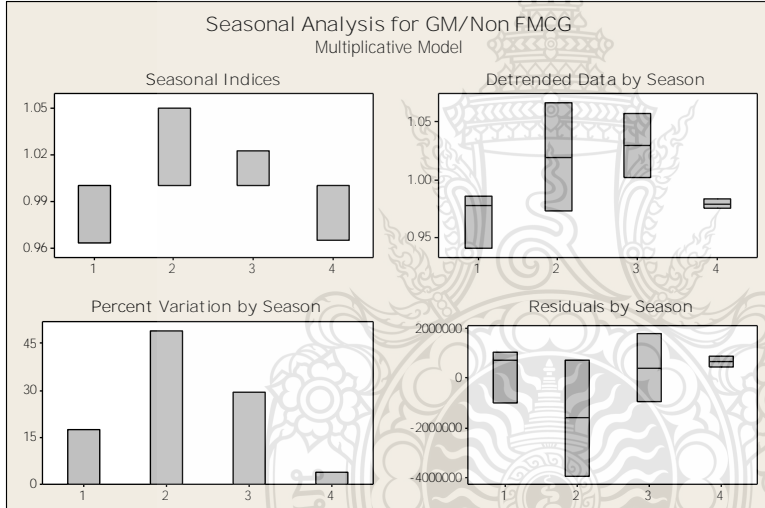 Seasonal Analysis for GM/Non FMCG
Multiplicative Model
Seasonal Indices
1.05
1.02
0.99
0.96
1 2 3 4
Detrended Data by Season
1.05
1.00
0.95
1 2 3 4
Percent Variation by Season
45
30
15
0
1 2 3 4
Residuals by Season
2000000
0
-2000000
-4000000
1 2 3 4